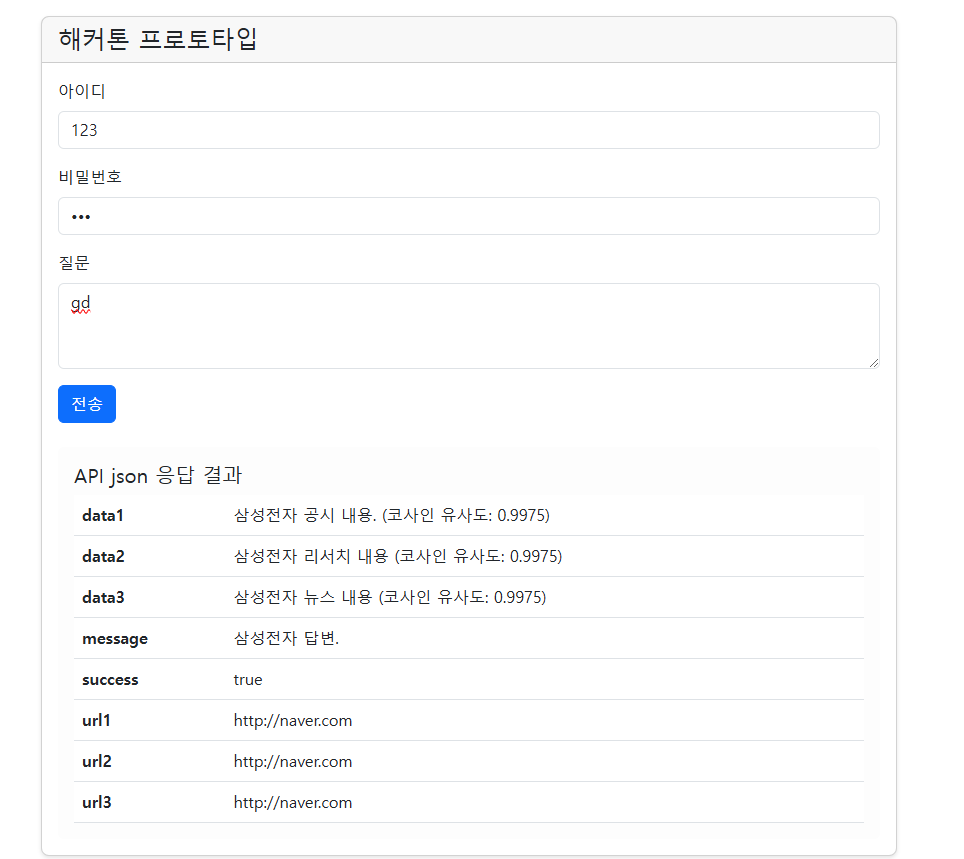 해커톤 프로토타입
아이디
123
비밀번호
•••
질문
gd
전송
API json 응답 결과
data1 삼성전자 공시 내용. (코사인 유사도: 0.9975)
data2 삼성전자 리서치 내용 (코사인 유사도: 0.9975)
data3 삼성전자 뉴스 내용 (코사인 유사도: 0.9975)
message 삼성전자 답변.
success true
url1 http://naver.com
url2 http://naver.com
url3 http://naver.com